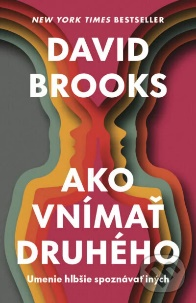 NEW YORK TIMES BESTSELLER
DAVID
BROOKS
AKO
VNÍMAŤ
DRUHÉHO
Umenie hlbšie spoznávať iných